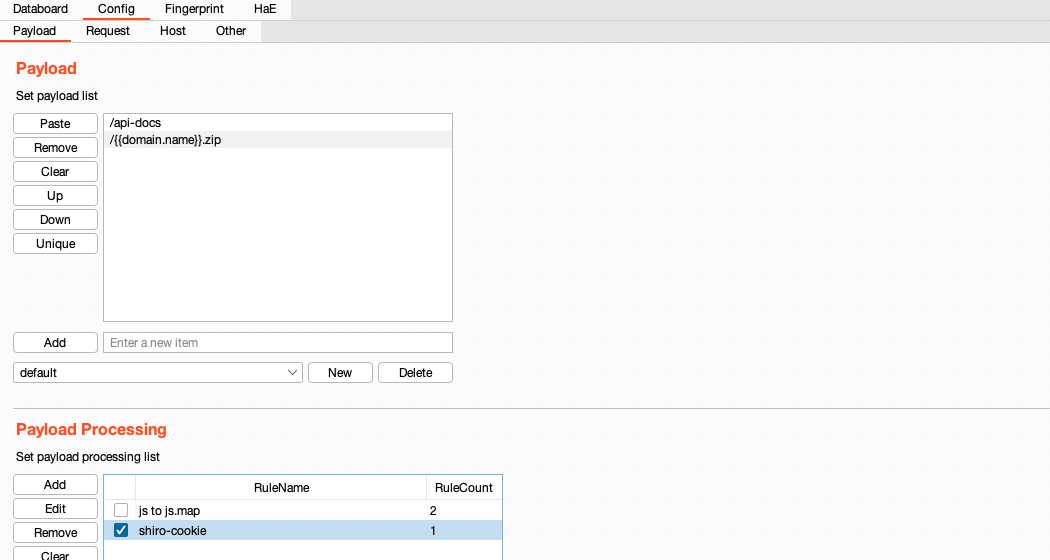 Databoard Config Fingerprint HaE
Payload Request Host Other
Payload
Set payload list
Paste
Remove
Clear
Up
Down
Unique
/api-docs
/{{domain.name}}.zip
Add Enter a new item
default New Delete
Payload Processing
Set payload processing list
Add
Edit
Remove
Clear
RuleName RuleCount
js to js.map 2
shiro-cookie 1